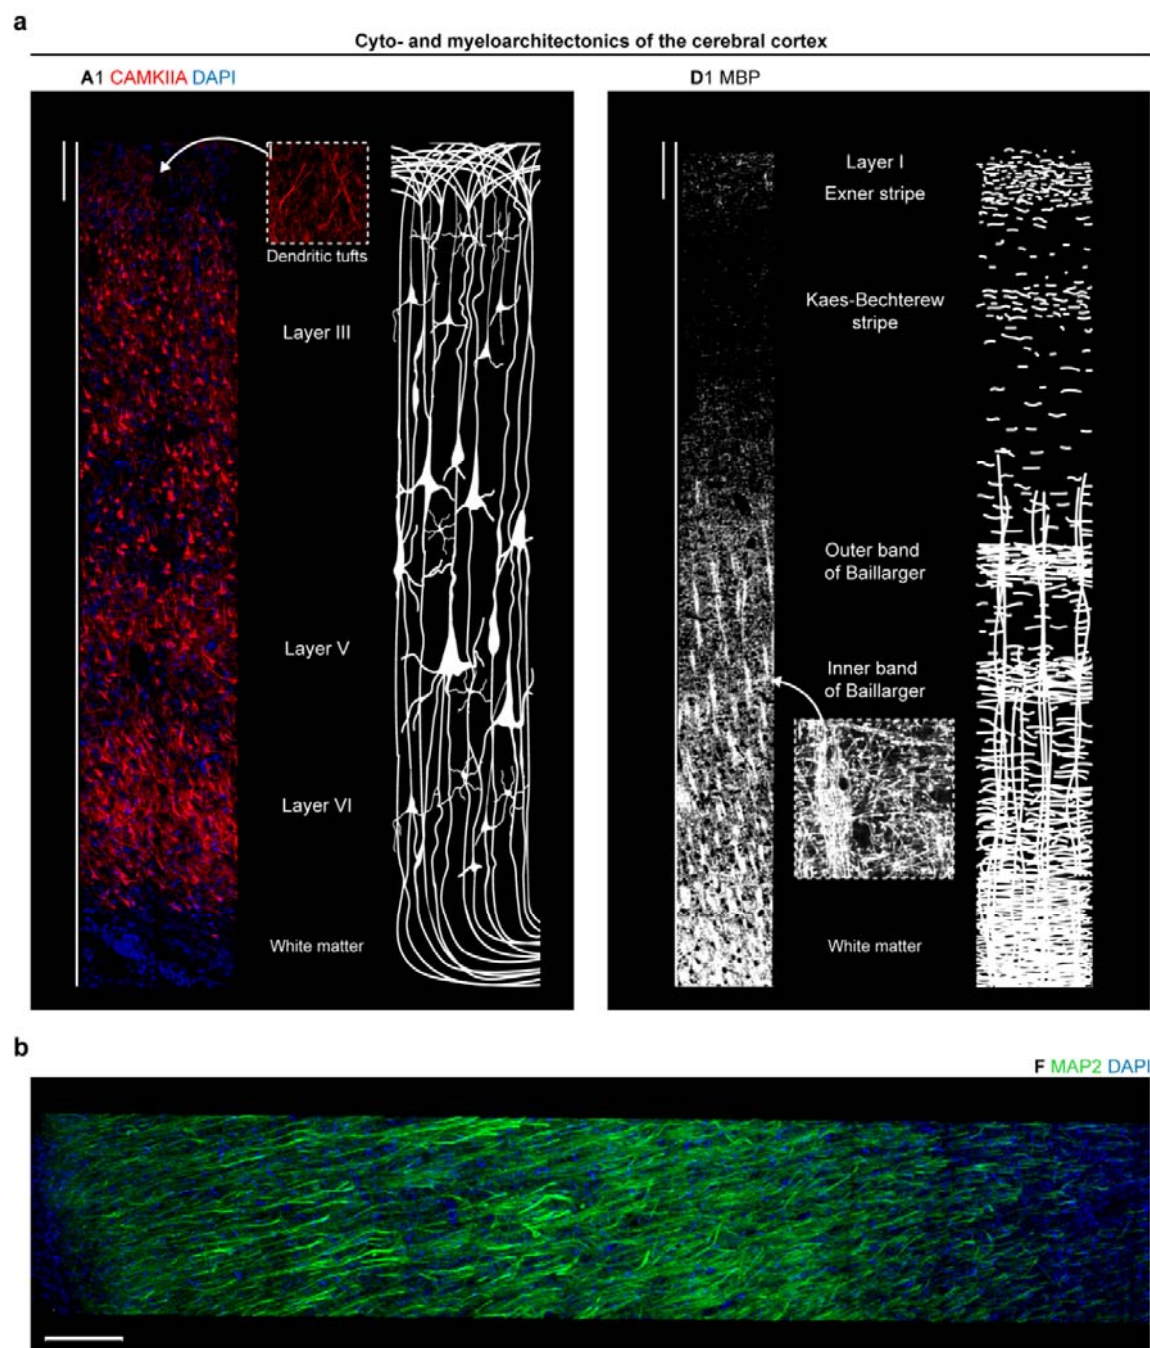 a
Cyto- and myeloarchitectonics of the cerebral cortex
A1 CAMKIIA DAPI
D1 MBP
Dendritic tufts
Layer III
Layer V
Layer VI
White matter
Layer I
Exner stripe
Kaes-Bechterew
stripe
Outer band
of Baillarger
Inner band
of Baillarger
White matter
b
F MAP2 DAPI